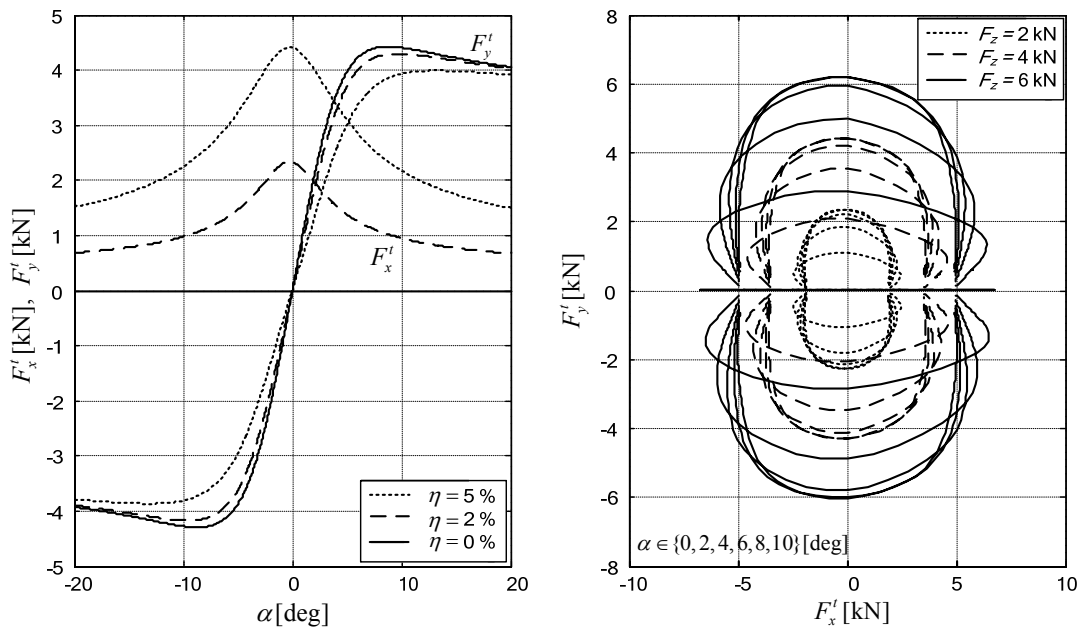 5
4
3
2
1
0
-1
-2
-3
-4
-5
-20
-10
0
10
20
α [deg]
F_x^t [kN], F_y^t [kN]
F_y^t
F_x^t
η = 5 %
η = 2 %
η = 0 %
8
6
4
2
0
-2
-4
-6
-8
-10
-5
0
5
10
F_x^t [kN]
F_y^t [kN]
F_z = 2 kN
F_z = 4 kN
F_z = 6 kN
α ∈ {0, 2, 4, 6, 8, 10} [deg]